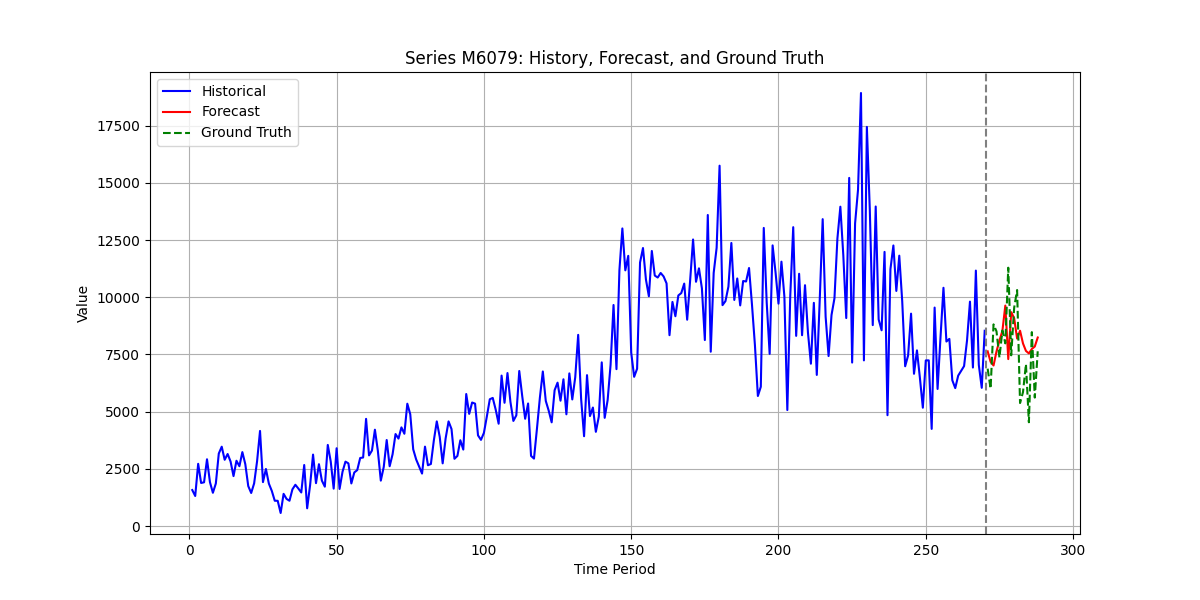 Series M6079: History, Forecast, and Ground Truth
Historical
Forecast
Ground Truth
Value
17500
15000
12500
10000
7500
5000
2500
0
0 50 100 150 200 250 300
Time Period